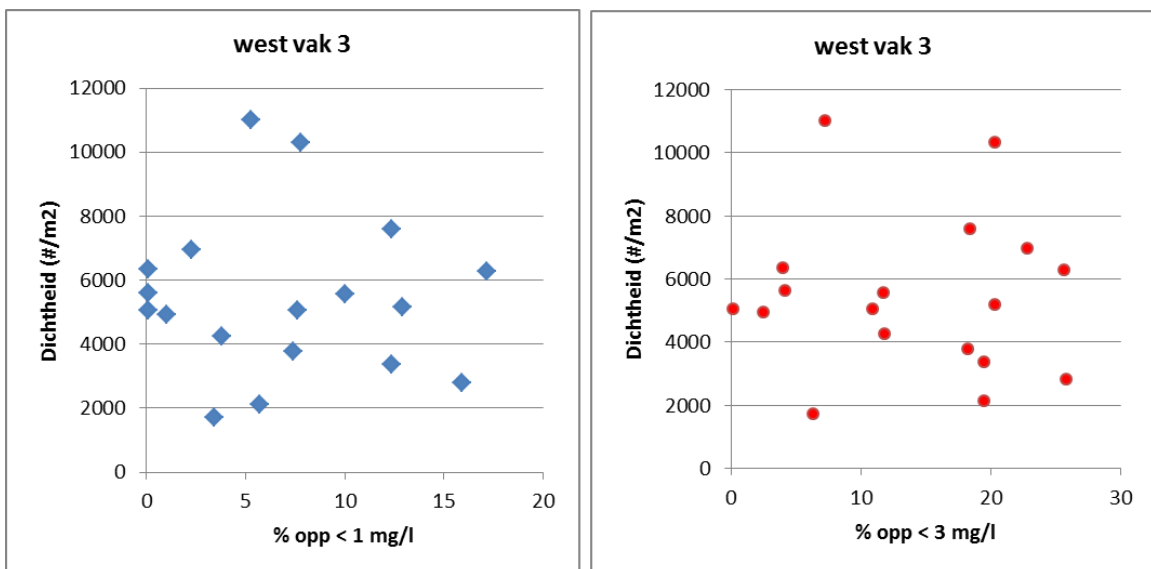 west vak 3
12000
10000
8000
6000
4000
2000
0
Dichtheid (#/m2)
0 5 10 15 20
% opp < 1 mg/l
west vak 3
12000
10000
8000
6000
4000
2000
0
Dichtheid (#/m2)
0 10 20 30
% opp < 3 mg/l